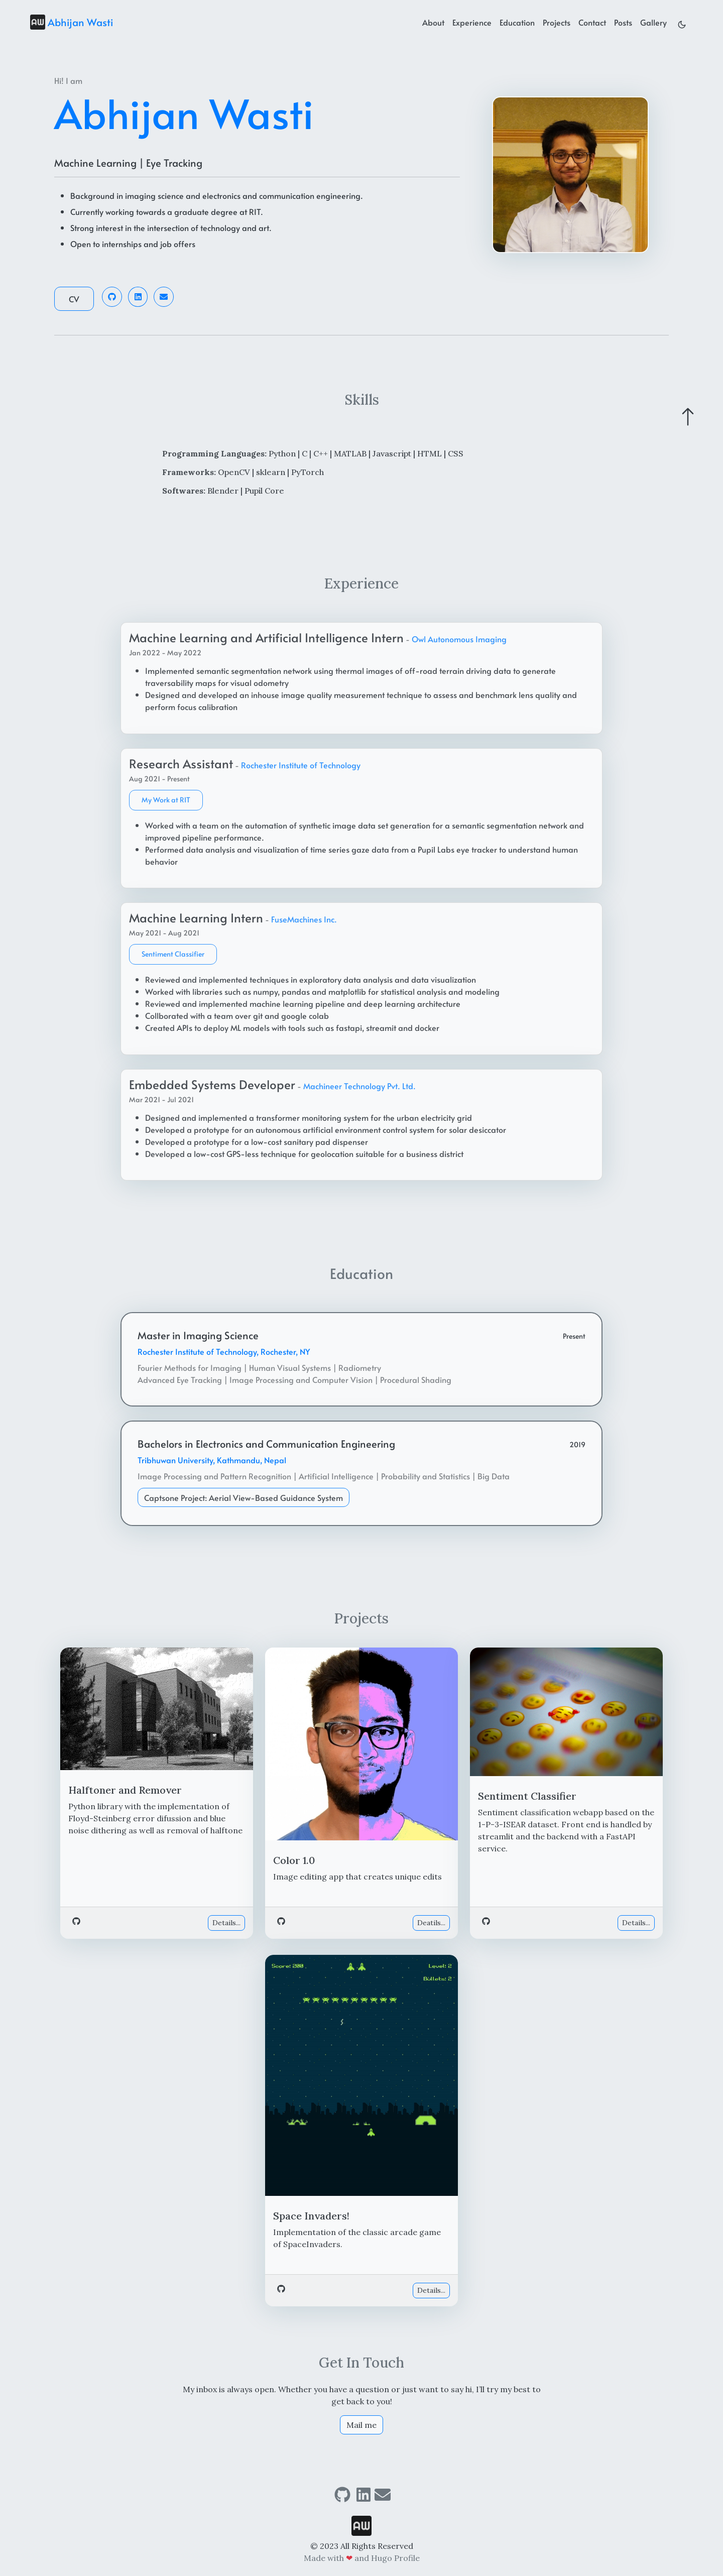 AW Abhijan Wasti
About Experience Education Projects Contact Posts Gallery
Hi! I am
Abhijan Wasti
Machine Learning | Eye Tracking
Background in imaging science and electronics and communication engineering.
Currently working towards a graduate degree at RIT.
Strong interest in the intersection of technology and art.
Open to internships and job offers
CV
Skills
Programming Languages: Python | C | C++ | MATLAB | Javascript | HTML | CSS
Frameworks: OpenCV | sklearn | PyTorch
Softwares: Blender | Pupil Core
Experience
Machine Learning and Artificial Intelligence Intern - Owl Autonomous Imaging
Jan 2022 - May 2022
Implemented semantic segmentation network using thermal images of off-road terrain driving data to generate
traversability maps for visual odometry
Designed and developed an inhouse image quality measurement technique to assess and benchmark lens quality and
perform focus calibration
Research Assistant - Rochester Institute of Technology
Aug 2021 - Present
My Work at RIT
Worked with a team on the automation of synthetic image data set generation for a semantic segmentation network and
improved pipeline performance.
Performed data analysis and visualization of time series gaze data from a Pupil Labs eye tracker to understand human
behavior
Machine Learning Intern - FuseMachines Inc.
May 2021 - Aug 2021
Sentiment Classifier
Reviewed and implemented techniques in exploratory data analysis and data visualization
Worked with libraries such as numpy, pandas and matplotlib for statistical analysis and modeling
Reviewed and implemented machine learning pipeline and deep learning architecture
Collborated with a team over git and google colab
Created APIs to deploy ML models with tools such as fastapi, streamit and docker
Embedded Systems Developer - Machineer Technology Pvt. Ltd.
Mar 2021 - Jul 2021
Designed and implemented a transformer monitoring system for the urban electricity grid
Developed a prototype for an autonomous artificial environment control system for solar desiccator
Developed a prototype for a low-cost sanitary pad dispenser
Developed a low-cost GPS-less technique for geolocation suitable for a business district
Education
Master in Imaging Science Present
Rochester Institute of Technology, Rochester, NY
Fourier Methods for Imaging | Human Visual Systems | Radiometry
Advanced Eye Tracking | Image Processing and Computer Vision | Procedural Shading
Bachelors in Electronics and Communication Engineering 2019
Tribhuwan University, Kathmandu, Nepal
Image Processing and Pattern Recognition | Artificial Intelligence | Probability and Statistics | Big Data
Captsone Project: Aerial View-Based Guidance System
Projects
Halftoner and Remover
Python library with the implementation of
Floyd-Steinberg error difussion and blue
noise dithering as well as removal of halftone
Details...
Color 1.0
Image editing app that creates unique edits
Deatils...
Sentiment Classifier
Sentiment classification webapp based on the
1-P-3-ISEAR dataset. Front end is handled by
streamlit and the backend with a FastAPI
service.
Details...
Score: 200 Level: 2
Bullets: 2
Space Invaders!
Implementation of the classic arcade game
of SpaceInvaders.
Details...
Get In Touch
My inbox is always open. Whether you have a question or just want to say hi, I'll try my best to
get back to you!
Mail me
AW
© 2023 All Rights Reserved
Made with ❤ and Hugo Profile